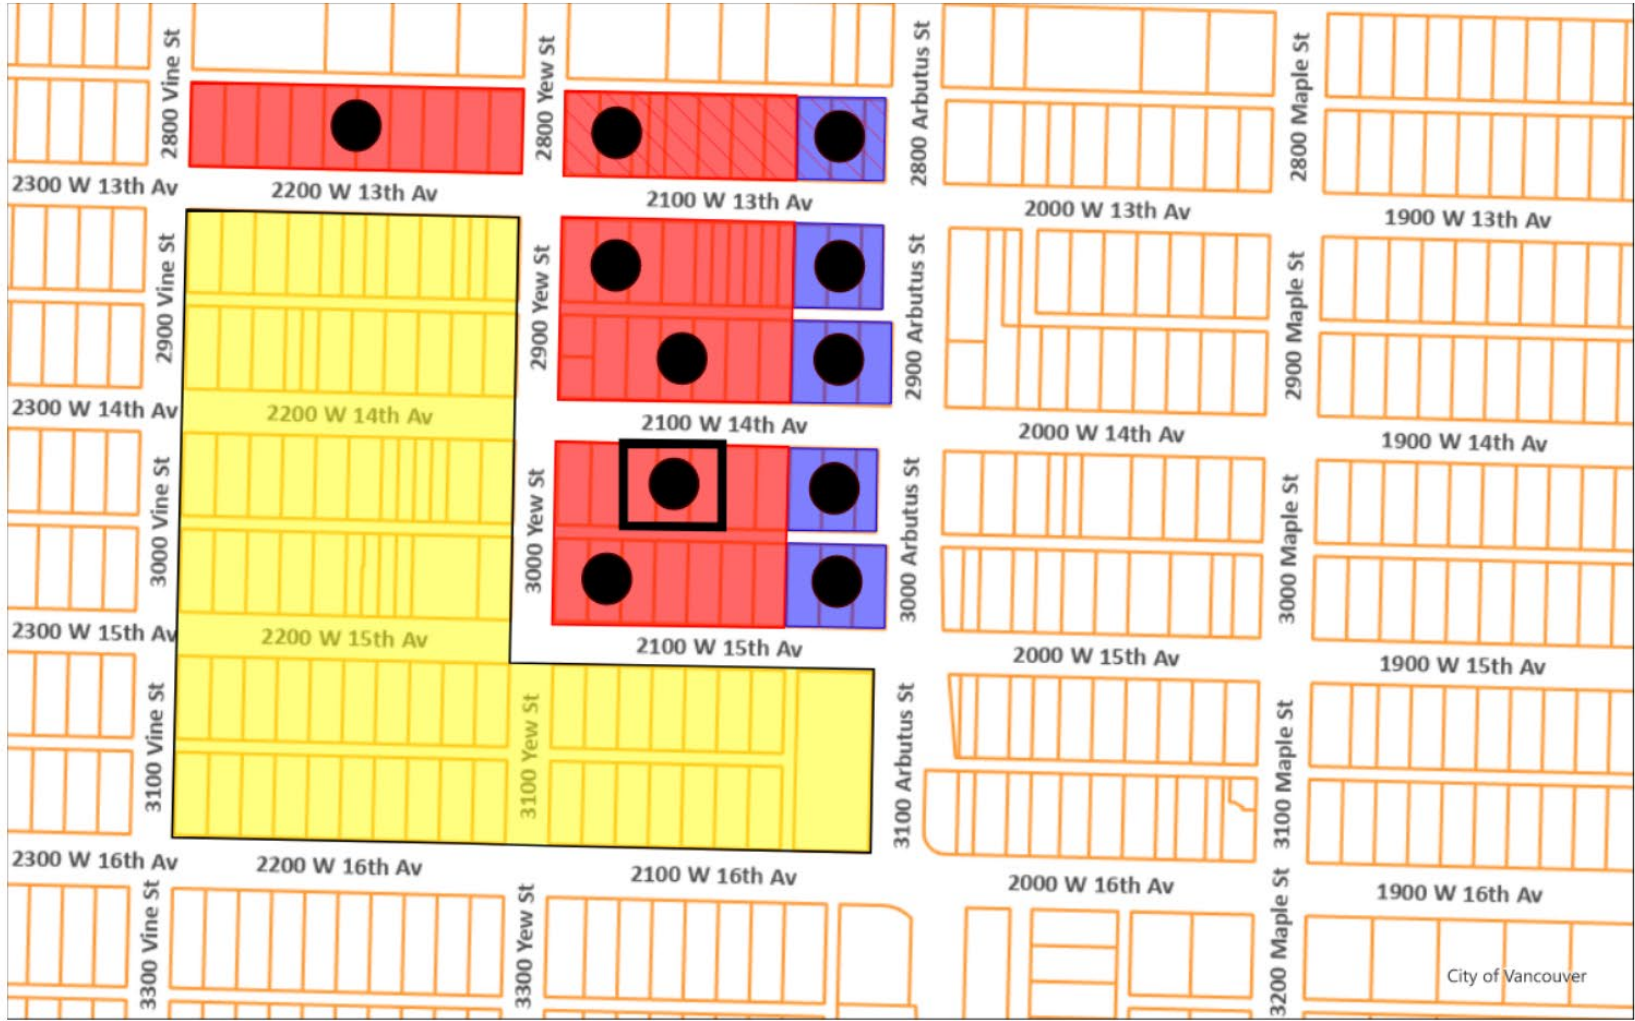 2800 Vine St
2800 Yew St
2800 Arbutus St
2800 Maple St
2300 W 13th Av
2200 W 13th Av
2100 W 13th Av
2000 W 13th Av
1900 W 13th Av
2900 Vine St
2900 Yew St
2900 Arbutus St
2900 Maple St
2300 W 14th Av
2200 W 14th Av
2100 W 14th Av
2000 W 14th Av
1900 W 14th Av
3000 Vine St
3000 Yew St
3000 Arbutus St
3000 Maple St
2300 W 15th Av
2200 W 15th Av
2100 W 15th Av
2000 W 15th Av
1900 W 15th Av
3100 Vine St
3100 Yew St
3100 Arbutus St
3100 Maple St
2300 W 16th Av
2200 W 16th Av
2100 W 16th Av
2000 W 16th Av
1900 W 16th Av
3300 Vine St
3300 Yew St
3200 Maple St
City of Vancouver